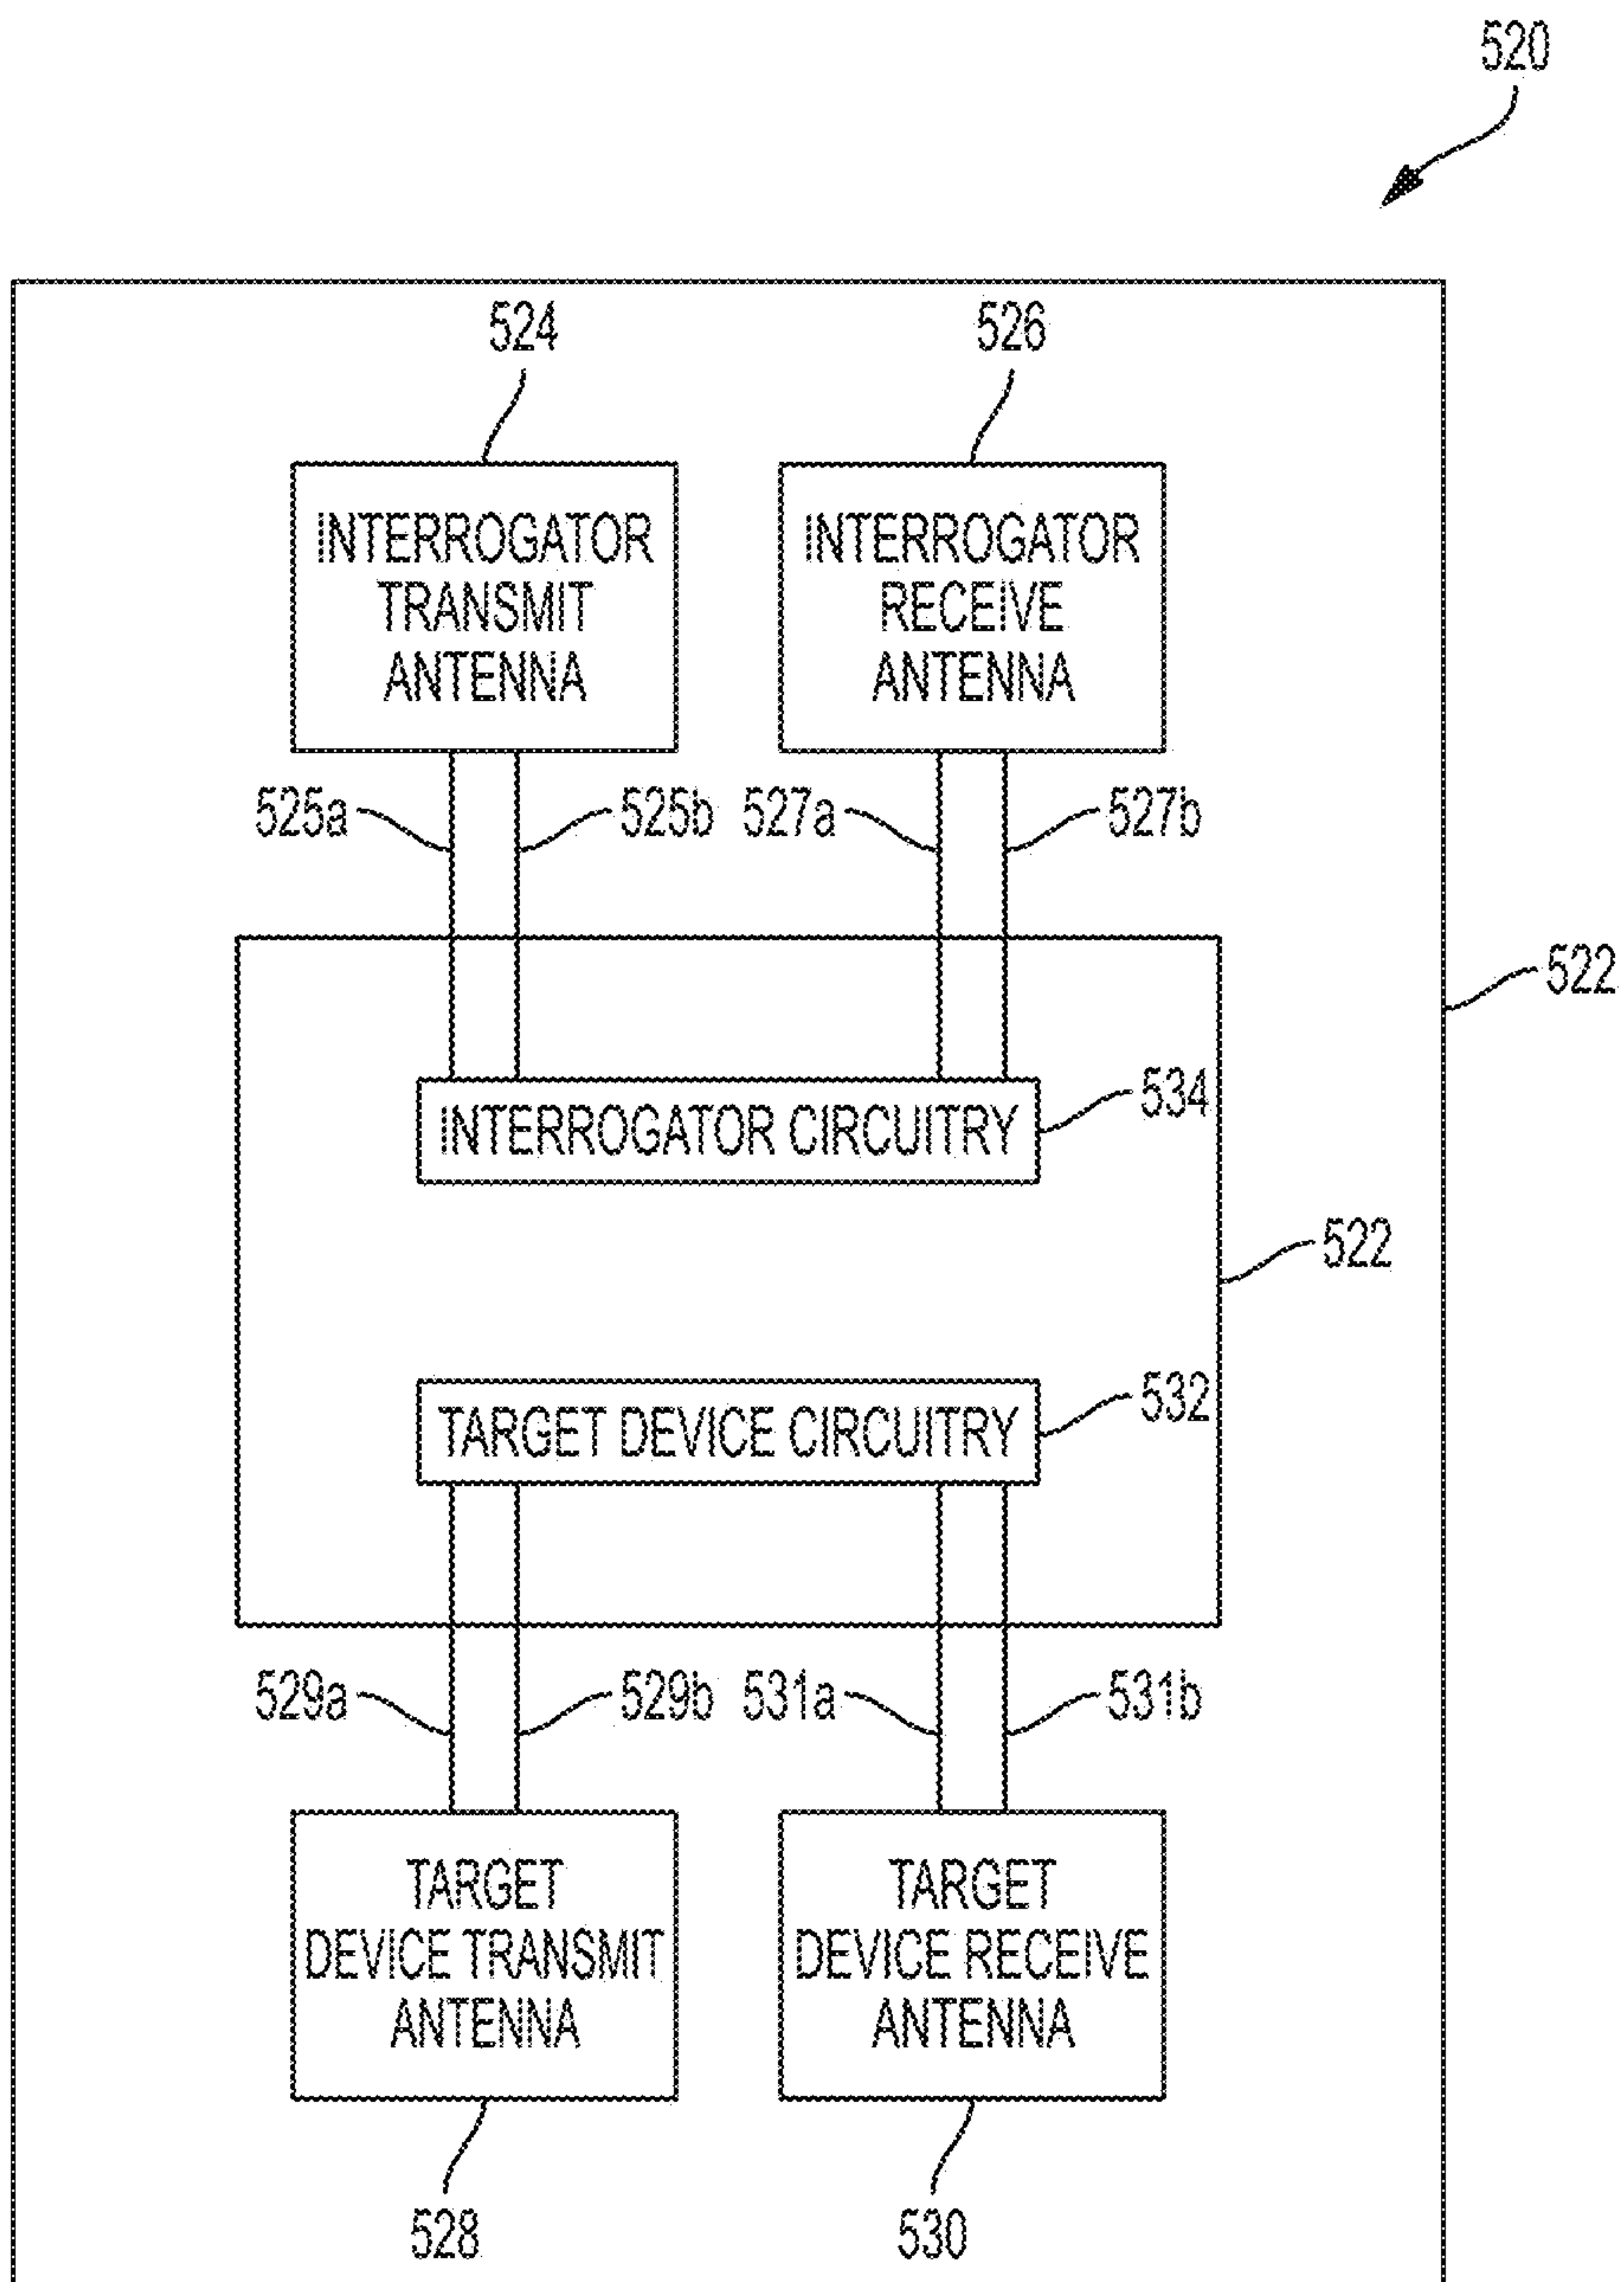 520
524
526
INTERROGATOR
TRANSMIT
ANTENNA
INTERROGATOR
RECEIVE
ANTENNA
525a
525b
527a
527b
522
534
INTERROGATOR CIRCUITRY
522
532
TARGET DEVICE CIRCUITRY
529a
529b
531a
531b
TARGET
DEVICE TRANSMIT
ANTENNA
TARGET
DEVICE RECEIVE
ANTENNA
528
530